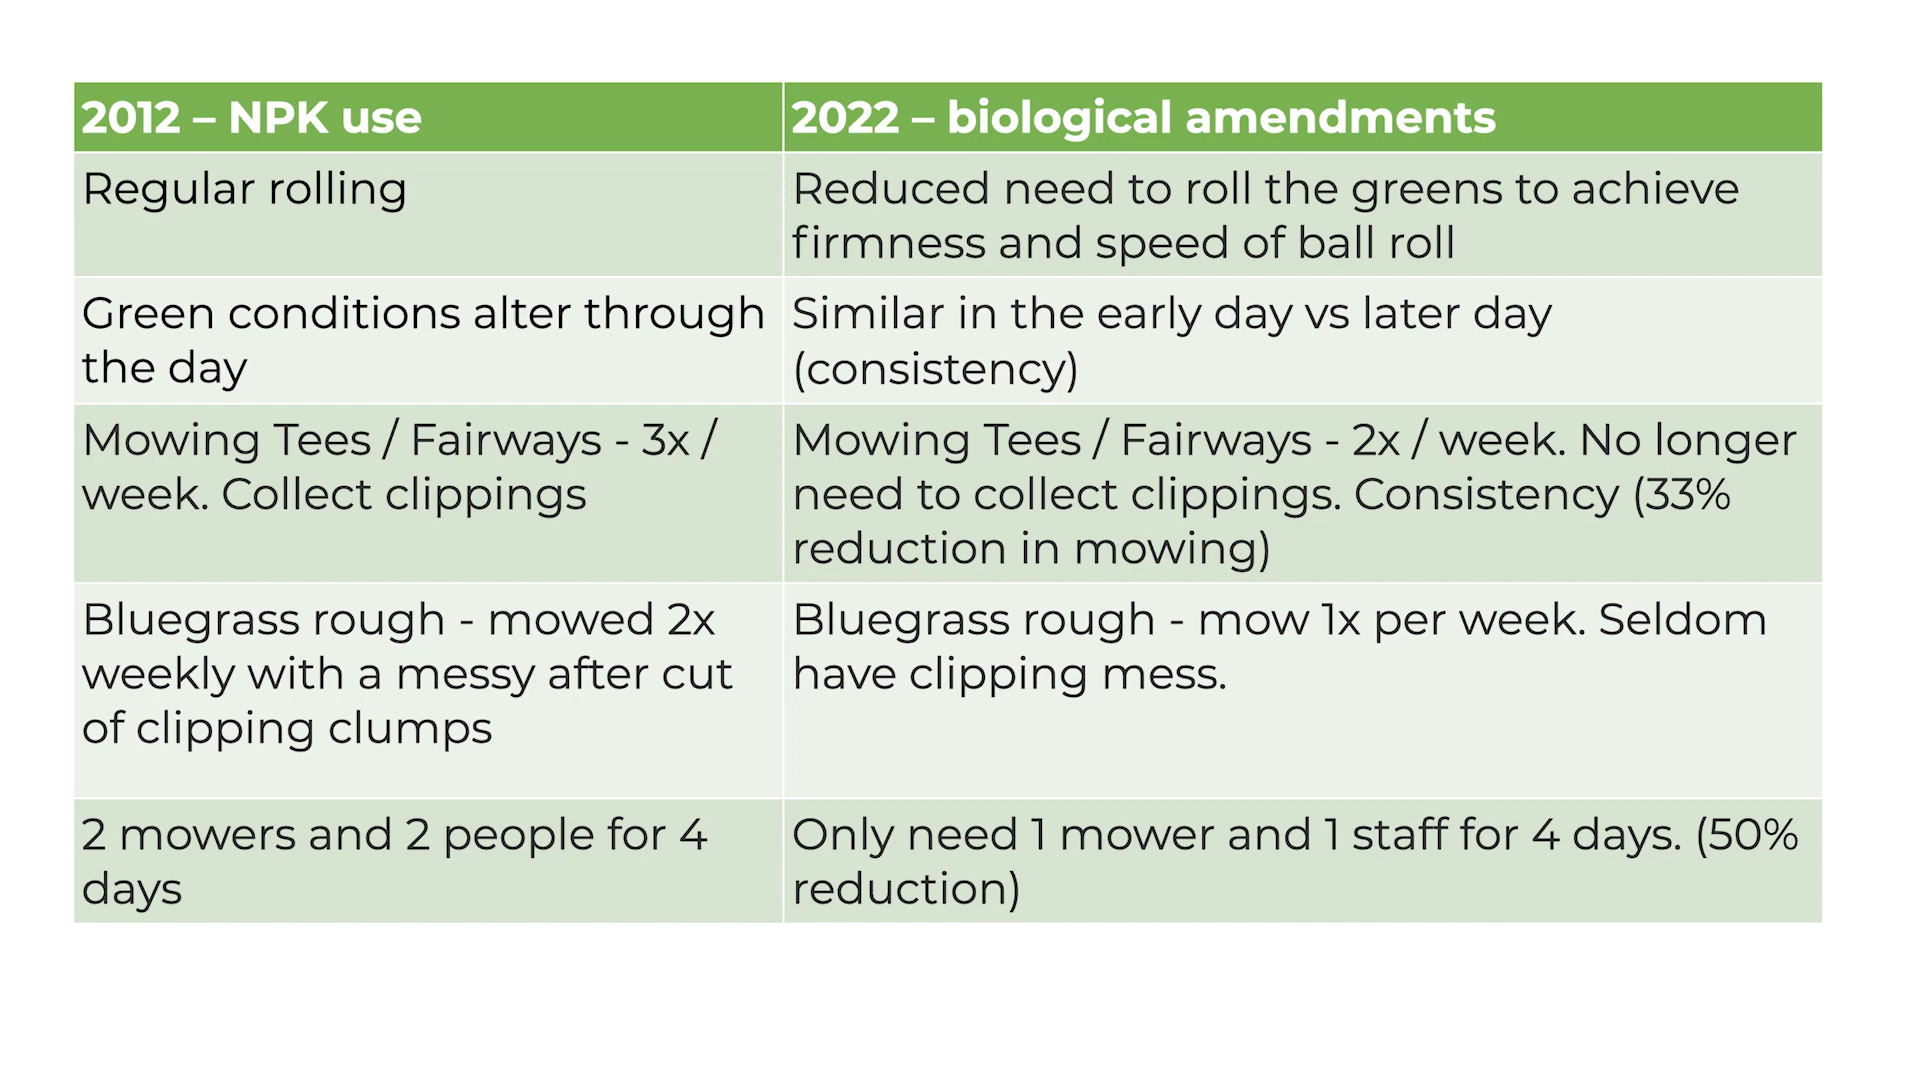 2012 – NPK use
2022 – biological amendments
Regular rolling
Reduced need to roll the greens to achieve
firmness and speed of ball roll
Green conditions alter through
the day
Similar in the early day vs later day
(consistency)
Mowing Tees / Fairways - 3x /
week. Collect clippings
Mowing Tees / Fairways - 2x / week. No longer
need to collect clippings. Consistency (33%
reduction in mowing)
Bluegrass rough - mowed 2x
weekly with a messy after cut
of clipping clumps
Bluegrass rough - mow 1x per week. Seldom
have clipping mess.
2 mowers and 2 people for 4
days
Only need 1 mower and 1 staff for 4 days. (50%
reduction)